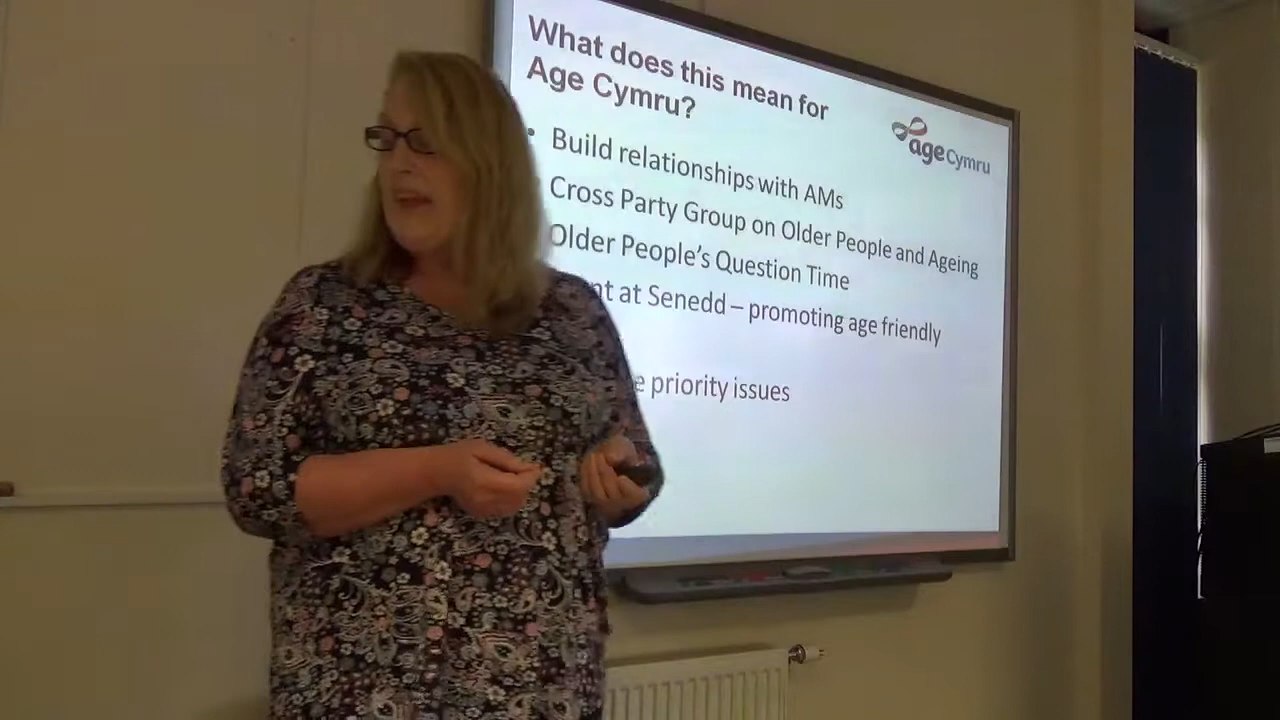 What does this mean for
Age Cymru?
age Cymru
• Build relationships with AMs
Cross Party Group on Older People and Ageing
Older People's Question Time
nt at Senedd – promoting age friendly
e priority issues